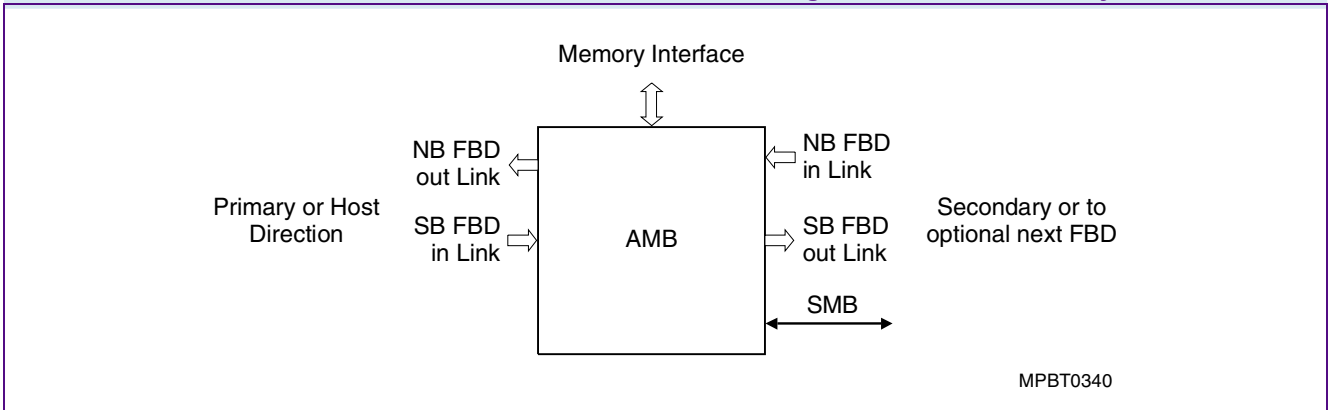 Memory Interface
NB FBD
out Link
NB FBD
in Link
Primary or Host
Direction
SB FBD
in Link
AMB
SB FBD
out Link
Secondary or to
optional next FBD
SMB
MPBT0340